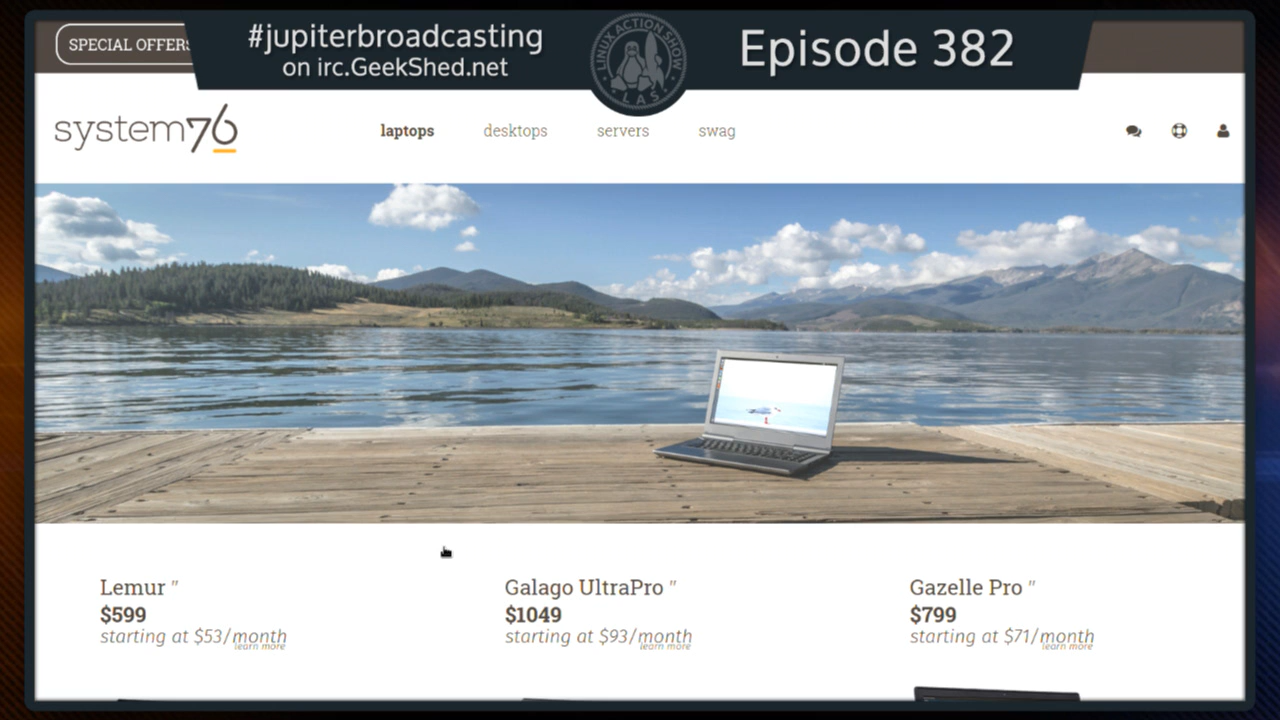 SPECIAL OFFERS
#jupiterbroadcasting
on irc.GeekShed.net
LINUX ACTION SHOW
LAS
Episode 382
system76
laptops
desktops
servers
swag
Lemur "
$599
starting at $53/month
learn more
Galago UltraPro "
$1049
starting at $93/month
learn more
Gazelle Pro "
$799
starting at $71/month
learn more